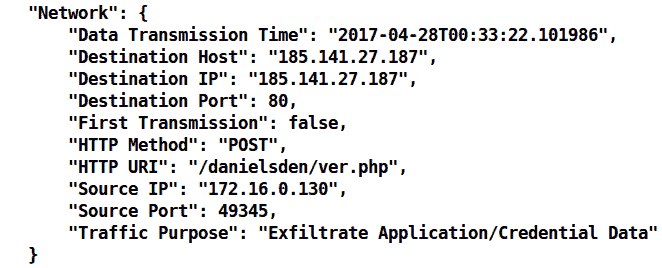 "Network": {
"Data Transmission Time": "2017-04-28T00:33:22.101986",
"Destination Host": "185.141.27.187",
"Destination IP": "185.141.27.187",
"Destination Port": 80,
"First Transmission": false,
"HTTP Method": "POST",
"HTTP URI": "/danielsden/ver.php",
"Source IP": "172.16.0.130",
"Source Port": 49345,
"Traffic Purpose": "Exfiltrate Application/Credential Data"
}